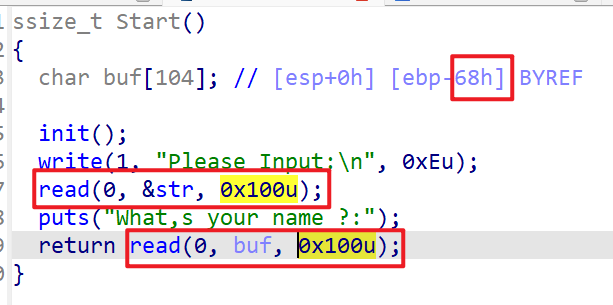 ssize_t Start()
{
char buf[104]; // [esp+0h] [ebp-68h] BYREF
init();
write(1, "Please Input:\n", 0xEu);
read(0, &str, 0x100u);
puts("What,s your name ?:");
return read(0, buf, 0x100u);
}